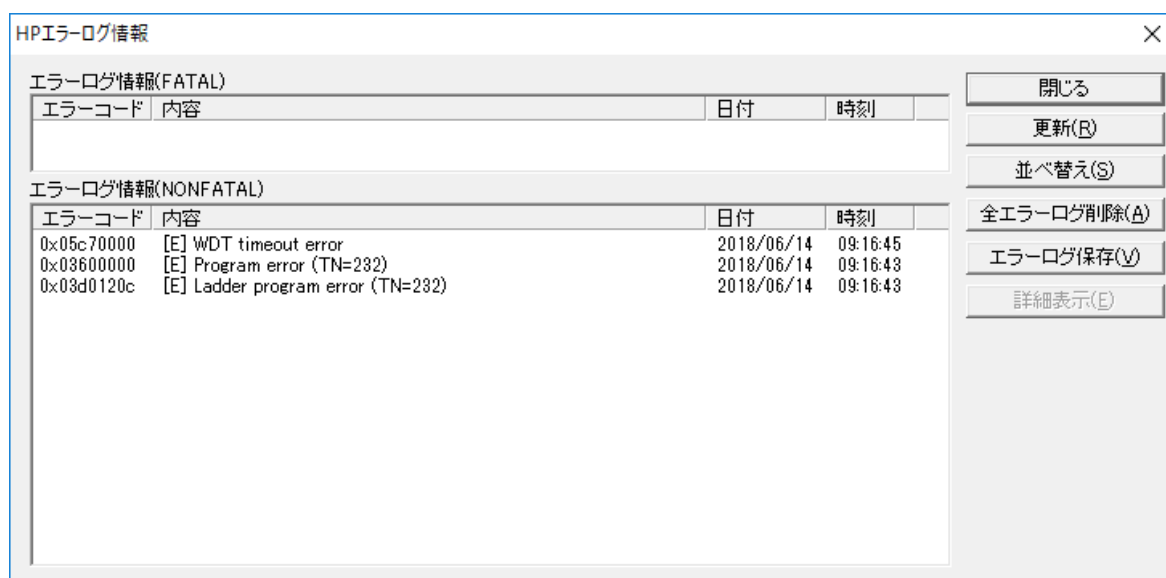 HPエラーログ情報
エラーログ情報(FATAL)
エラーコード 内容 日付 時刻
エラーログ情報(NONFATAL)
エラーコード 内容 日付 時刻
0x05c70000 [E] WDT timeout error 2018/06/14 09:16:45
0x03600000 [E] Program error (TN=232) 2018/06/14 09:16:43
0x03d0120c [E] Ladder program error (TN=232) 2018/06/14 09:16:43
閉じる
更新(R)
並べ替え(S)
全エラーログ削除(A)
エラーログ保存(V)
詳細表示(E)